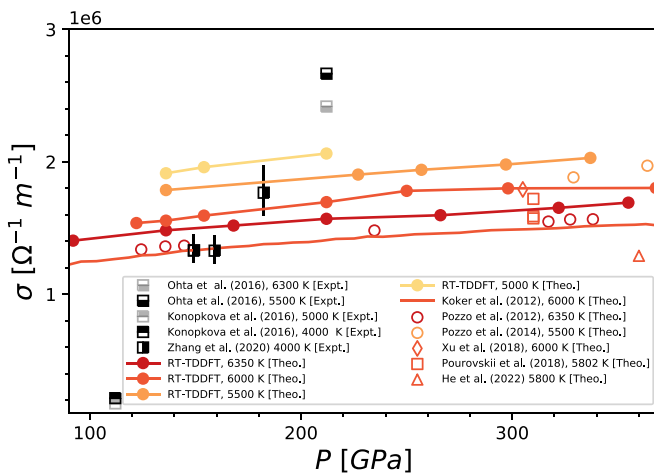 1e6
3
2
1
σ [Ω⁻¹ m⁻¹]
Ohta et al. (2016), 6300 K [Expt.]
Ohta et al. (2016), 5500 K [Expt.]
Konopkova et al. (2016), 5000 K [Expt.]
Konopkova et al. (2016), 4000 K [Expt.]
Zhang et al. (2020) 4000 K [Expt.]
RT-TDDFT, 6350 K [Theo.]
RT-TDDFT, 6000 K [Theo.]
RT-TDDFT, 5500 K [Theo.]
RT-TDDFT, 5000 K [Theo.]
Koker et al. (2012), 6000 K [Theo.]
Pozzo et al. (2012), 6350 K [Theo.]
Pozzo et al. (2014), 5500 K [Theo.]
Xu et al. (2018), 6000 K [Theo.]
Pourovskii et al. (2018), 5802 K [Theo.]
He et al. (2022) 5800 K [Theo.]
100 200 300
P [GPa]